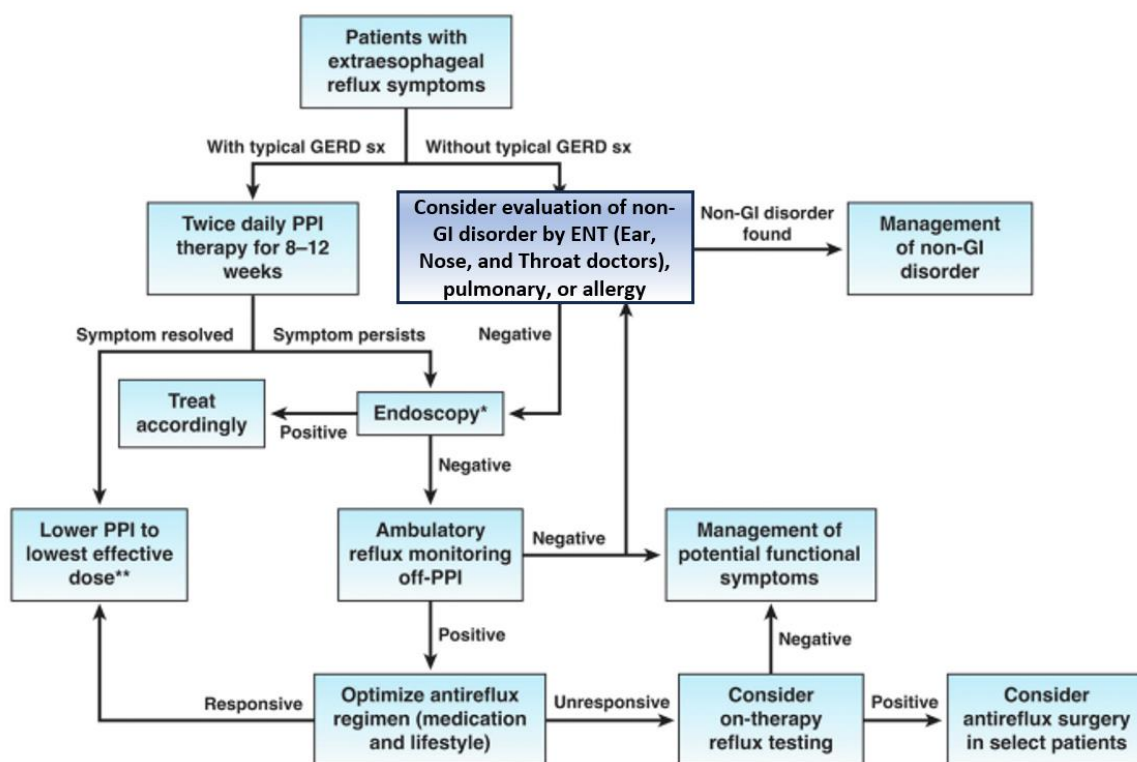 Patients with
extraesophageal
reflux symptoms
With typical GERD sx
Without typical GERD sx
Twice daily PPI
therapy for 8–12
weeks
Consider evaluation of non-
GI disorder by ENT (Ear,
Nose, and Throat doctors),
pulmonary, or allergy
Non-GI disorder
found
Management
of non-GI
disorder
Symptom resolved
Symptom persists
Negative
Treat
accordingly
Positive
Endoscopy*
Negative
Lower PPI to
lowest effective
dose**
Ambulatory
reflux monitoring
off-PPI
Negative
Management of
potential functional
symptoms
Positive
Negative
Responsive
Optimize antireflux
regimen (medication
and lifestyle)
Unresponsive
Consider
on-therapy
reflux testing
Positive
Consider
antireflux surgery
in select patients